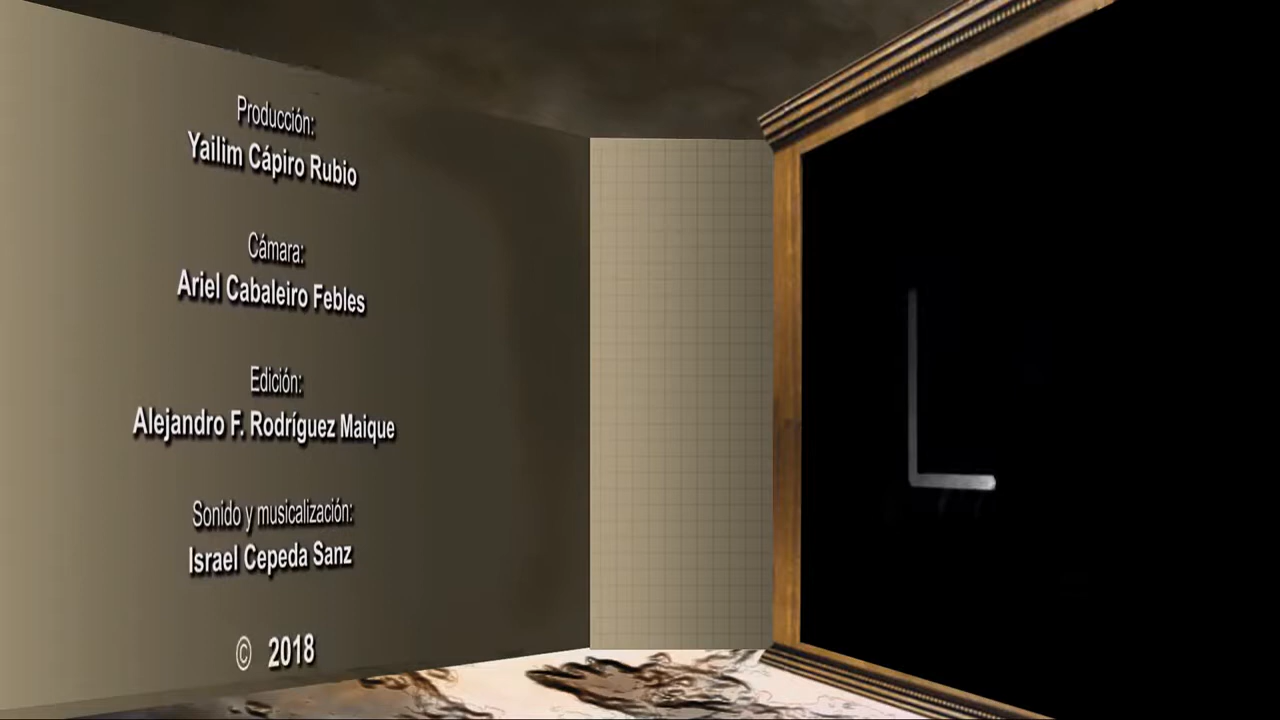 Producción:
Yailim Cápiro Rubio
Cámara:
Ariel Cabaleiro Febles
Edición:
Alejandro F. Rodríguez Maique
Sonido y musicalización:
Israel Cepeda Sanz
© 2018